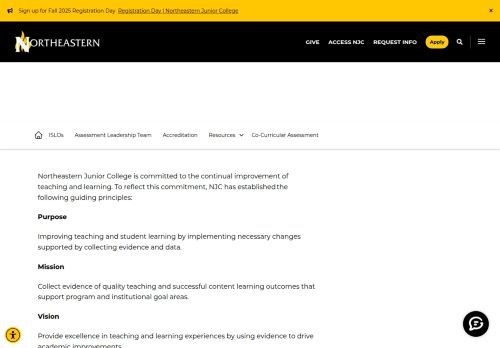 Sign up for Fall 2025 Registration Day Registration Day | Northeastern Junior College ×
NORTHEASTERN GIVE ACCESS NJC REQUEST INFO Apply
ISLOs Assessment Leadership Team Accreditation Resources Co-Curricular Assessment
Northeastern Junior College is committed to the continual improvement of
teaching and learning. To reflect this commitment, NJC has established the
following guiding principles:
Purpose
Improving teaching and student learning by implementing necessary changes
supported by collecting evidence and data.
Mission
Collect evidence of quality teaching and successful content learning outcomes that
support program and institutional goal areas.
Vision
Provide excellence in teaching and learning experiences by using evidence to drive
academic improvements.